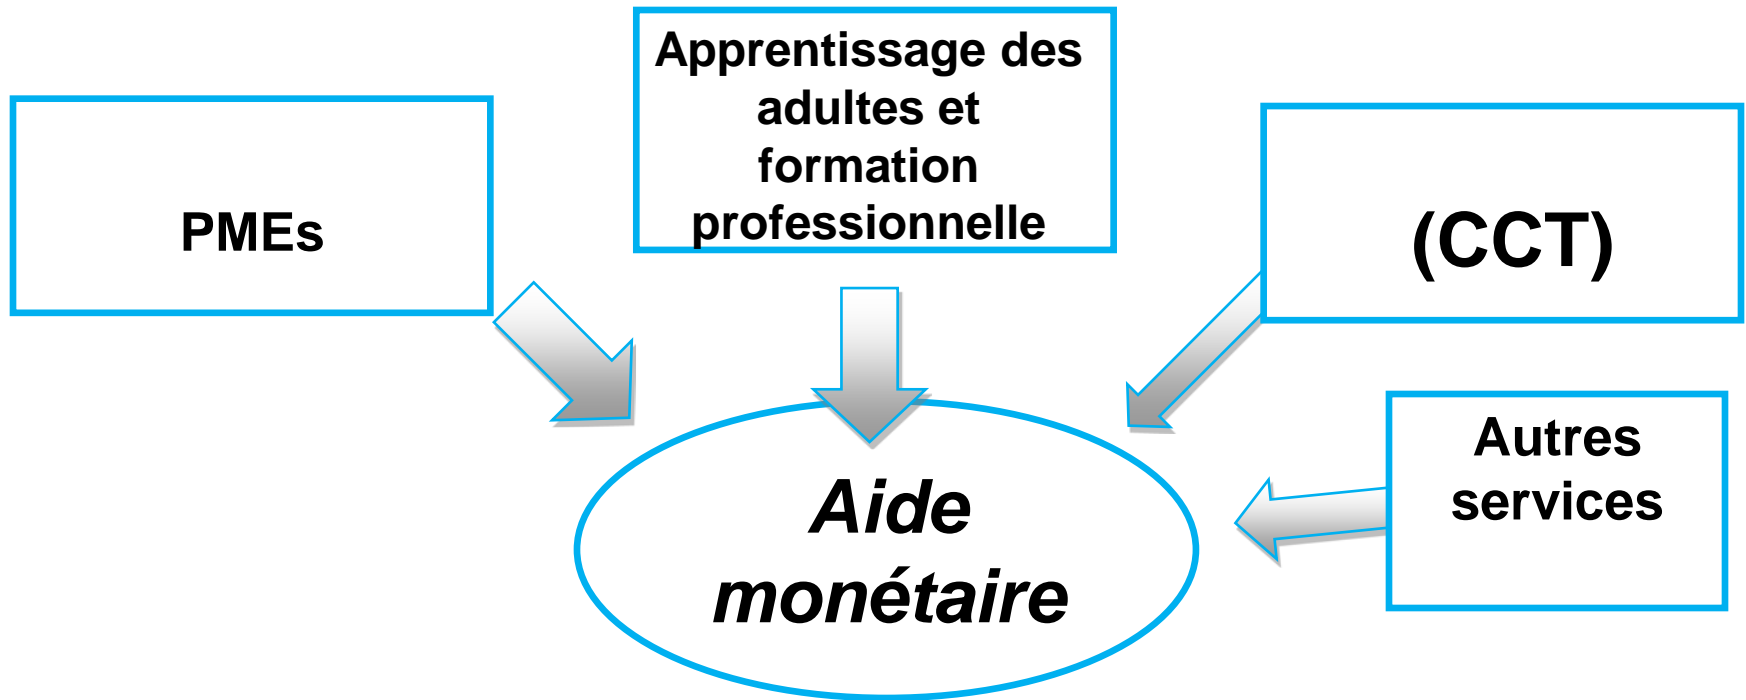 PMEs
Apprentissage des
adultes et
formation
professionnelle
(CCT)
Autres
services
Aide
monétaire